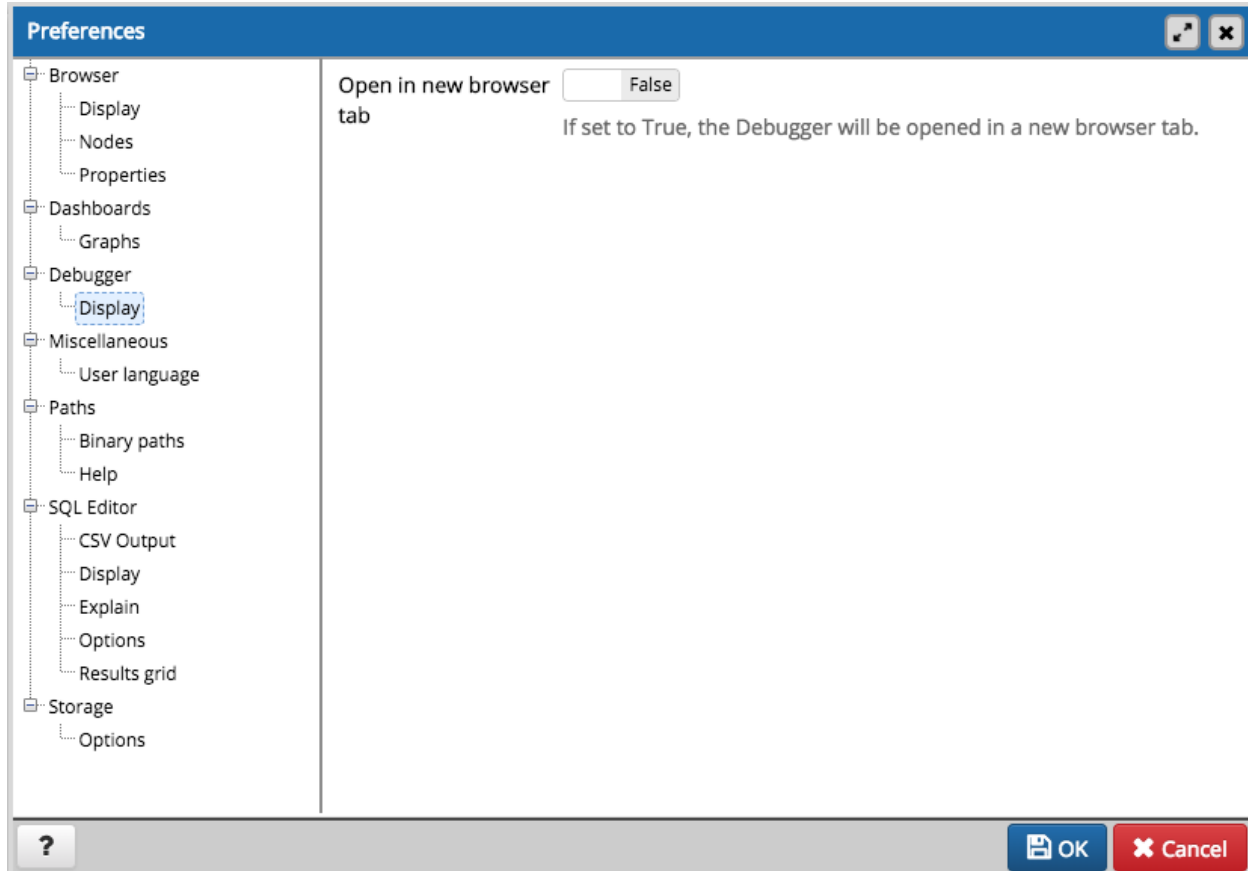 Preferences
Browser
Display
Nodes
Properties
Dashboards
Graphs
Debugger
Display
Miscellaneous
User language
Paths
Binary paths
Help
SQL Editor
CSV Output
Display
Explain
Options
Results grid
Storage
Options
Open in new browser
tab
False
If set to True, the Debugger will be opened in a new browser tab.
?
OK
Cancel